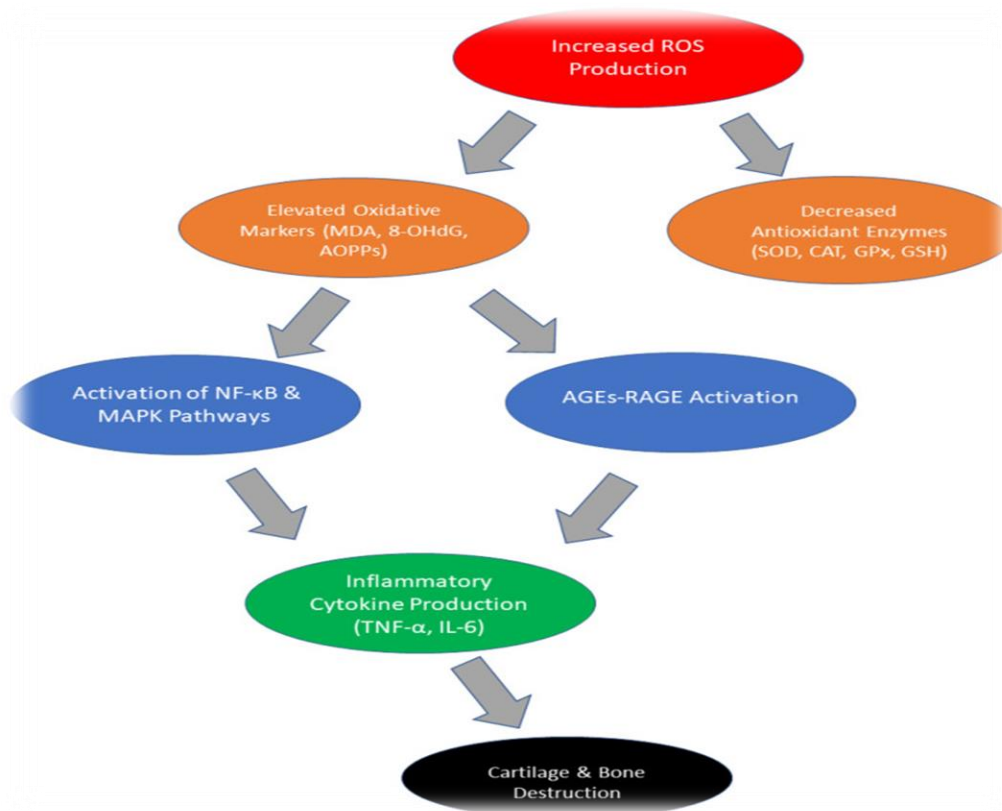 Increased ROS
Production
Elevated Oxidative
Markers (MDA, 8-OHdG,
AOPPs)
Decreased
Antioxidant Enzymes
(SOD, CAT, GPx, GSH)
Activation of NF-κB &
MAPK Pathways
AGEs-RAGE Activation
Inflammatory
Cytokine Production
(TNF-α, IL-6)
Cartilage & Bone
Destruction